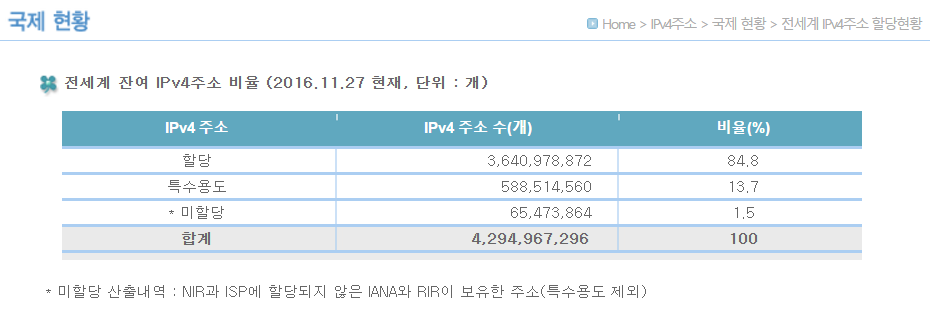 국제 현황
Home > IPv4주소 > 국제 현황 > 전세계 IPv4주소 할당현황
전세계 잔여 IPv4주소 비율 (2016.11.27 현재, 단위 : 개)
IPv4 주소 IPv4 주소 수(개) 비율(%)
할당 3,640,978,872 84.8
특수용도 588,514,560 13.7
* 미할당 65,473,864 1.5
합계 4,294,967,296 100
* 미할당 산출내역 : NIR과 ISP에 할당되지 않은 IANA와 RIR이 보유한 주소(특수용도 제외)